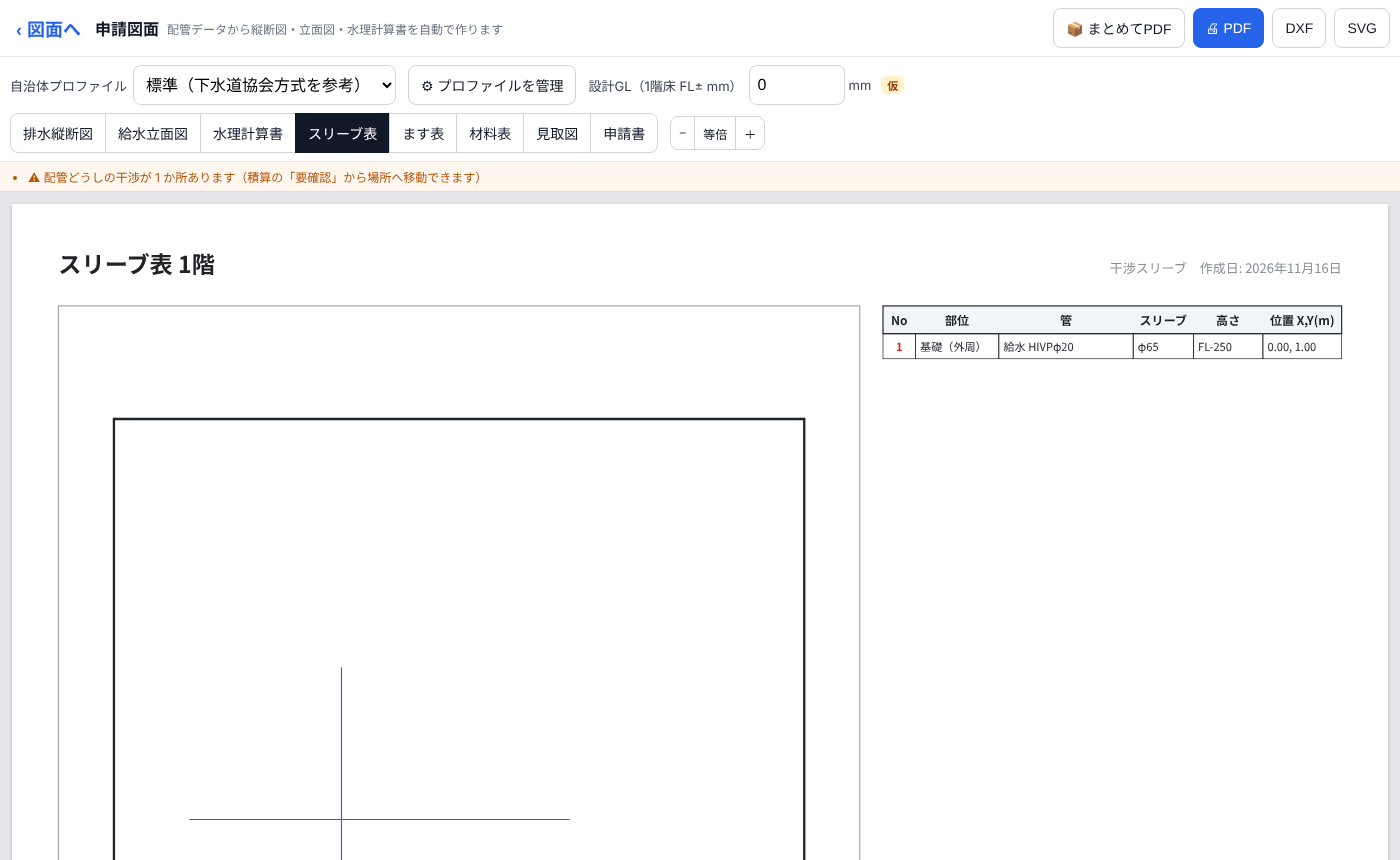 ‹ 図面へ 申請図面 配管データから縦断図・立面図・水理計算書を自動で作ります 📦 まとめてPDF 🖨 PDF DXF SVG
自治体プロファイル 標準（下水道協会方式を参考） ⚙ プロファイルを管理 設計GL（1階床 FL± mm） 0 mm 仮
排水縦断図 給水立面図 水理計算書 スリーブ表 ます表 材料表 見取図 申請書 － 等倍 ＋
• ⚠ 配管どうしの干渉が 1 か所あります（積算の「要確認」から場所へ移動できます）
スリーブ表 1階 干渉スリーブ 作成日: 2026年11月16日
No 部位 管 スリーブ 高さ 位置 X,Y(m)
1 基礎（外周） 給水 HIVPφ20 φ65 FL-250 0.00, 1.00